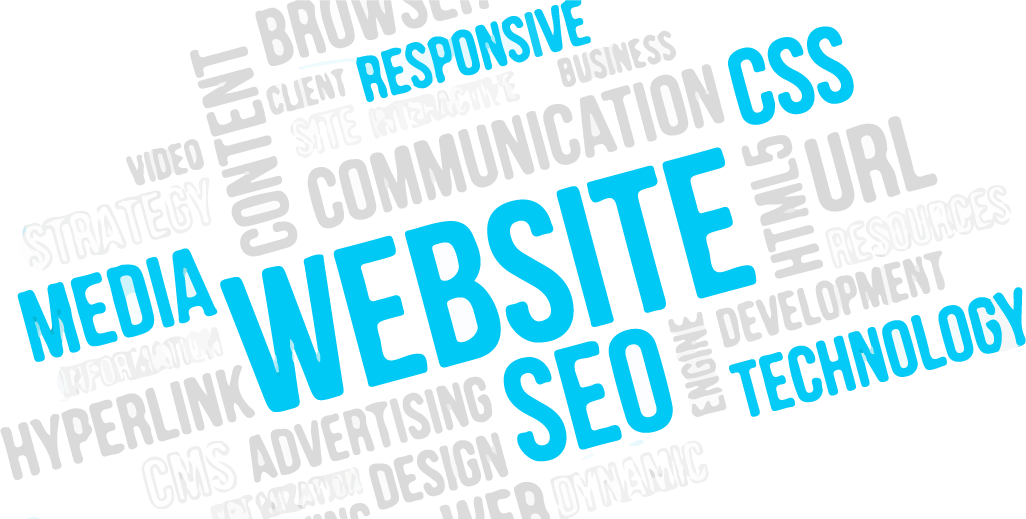 BROWSER
RESPONSIVE
CONTENT
CLIENT
BUSINESS
SITE
INTERACTIVE
CSS
COMMUNICATION
VIDEO
STRATEGY
HTML5
URL
WEBSITE
RESOURCES
MEDIA
INFORMATION
DEVELOPMENT
ENGINE
TECHNOLOGY
SEO
HYPERLINK
ADVERTISING
CMS
DESIGN
DYNAMIC
WEB